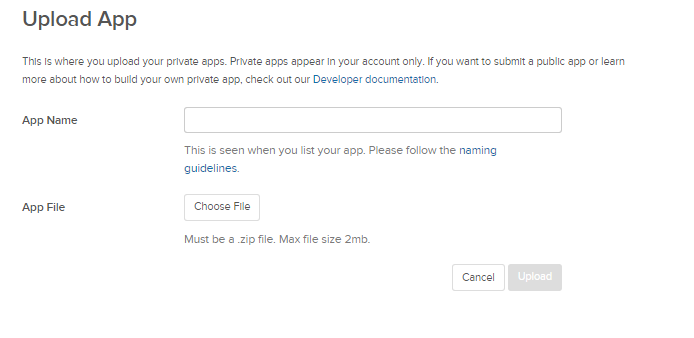 Upload App
This is where you upload your private apps. Private apps appear in your account only. If you want to submit a public app or learn
more about how to build your own private app, check out our Developer documentation.
App Name
This is seen when you list your app. Please follow the naming
guidelines.
App File
Choose File
Must be a .zip file. Max file size 2mb.
Cancel
Upload